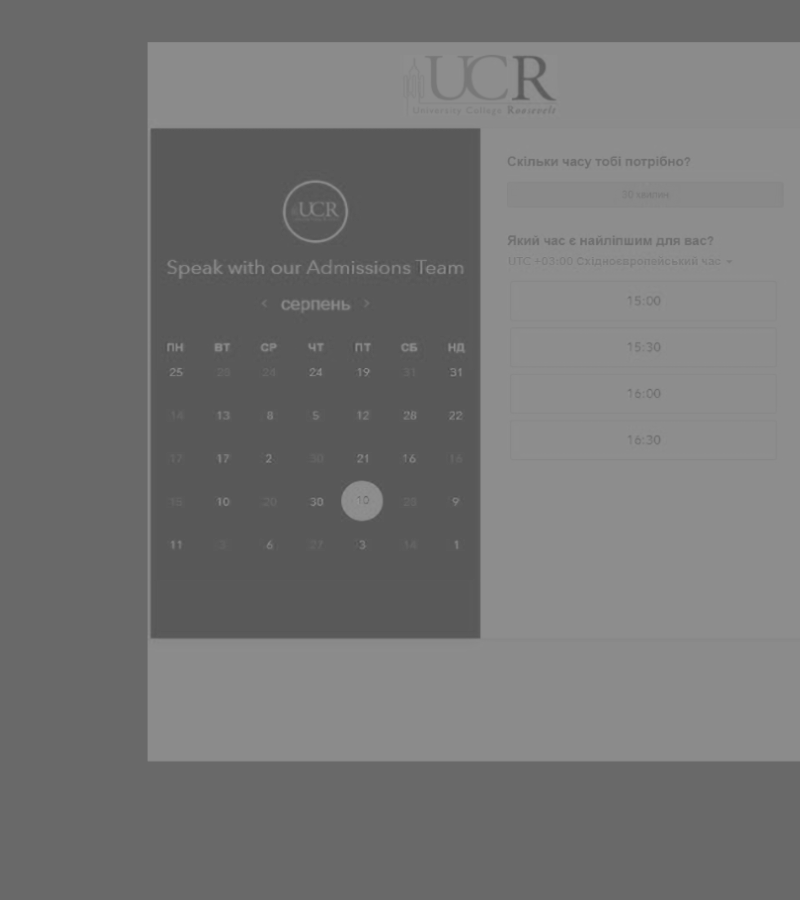 UCR
University College Roosevelt
UCR
Speak with our Admissions Team
‹ серпень ›
ПН ВТ СР ЧТ ПТ СБ НД
25 20 28 24 19 31 31
14 13 8 5 12 28 22
17 17 2 30 21 16 16
15 10 20 30 10 20 9
11 3 6 27 3 14 1
Скільки часу тобі потрібно?
30 хвилин
Який час є найліпшим для вас?
UTC +03:00 Східноєвропейський час
15:00
15:30
16:00
16:30